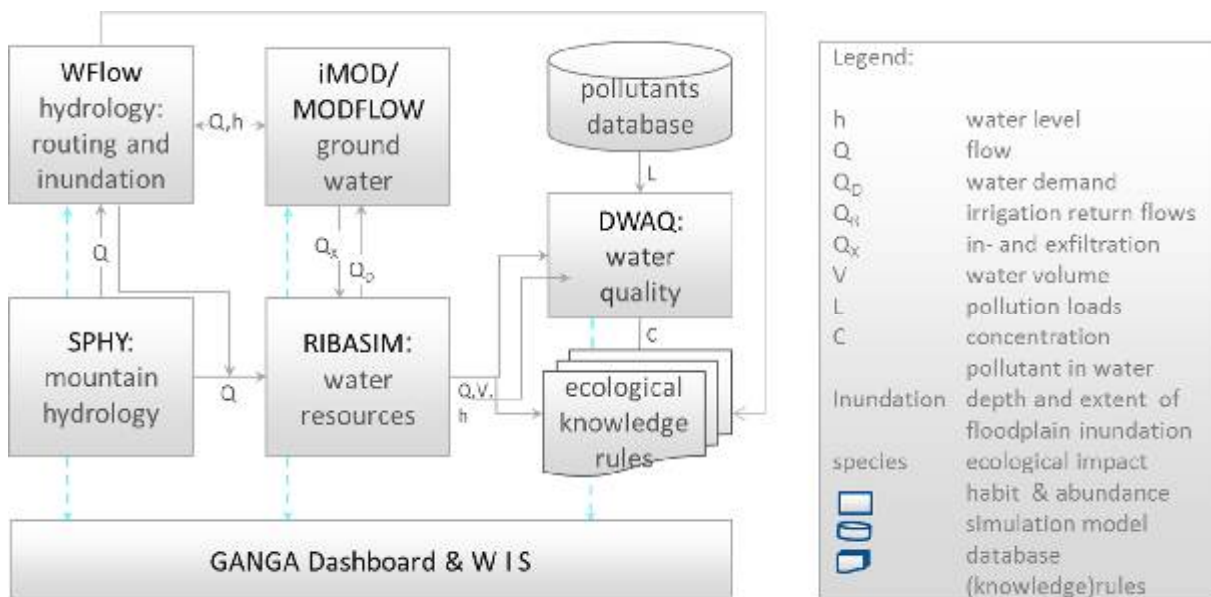 WFlow
hydrology:
routing and
inundation
Q,h
iMOD/
MODFLOW
ground
water
pollutants
database
L
Q
Qx
QD
DWAQ:
water
quality
C
SPHY:
mountain
hydrology
Q
RIBASIM:
water
resources
Q,V,
h
ecological
knowledge
rules
GANGA Dashboard & W I S
Legend:
h water level
Q flow
QD water demand
QR irrigation return flows
QX in- and exfiltration
V water volume
L pollution loads
C concentration
pollutant in water
Inundation depth and extent of
floodplain inundation
species ecological impact
habit & abundance
simulation model
database
(knowledge)rules